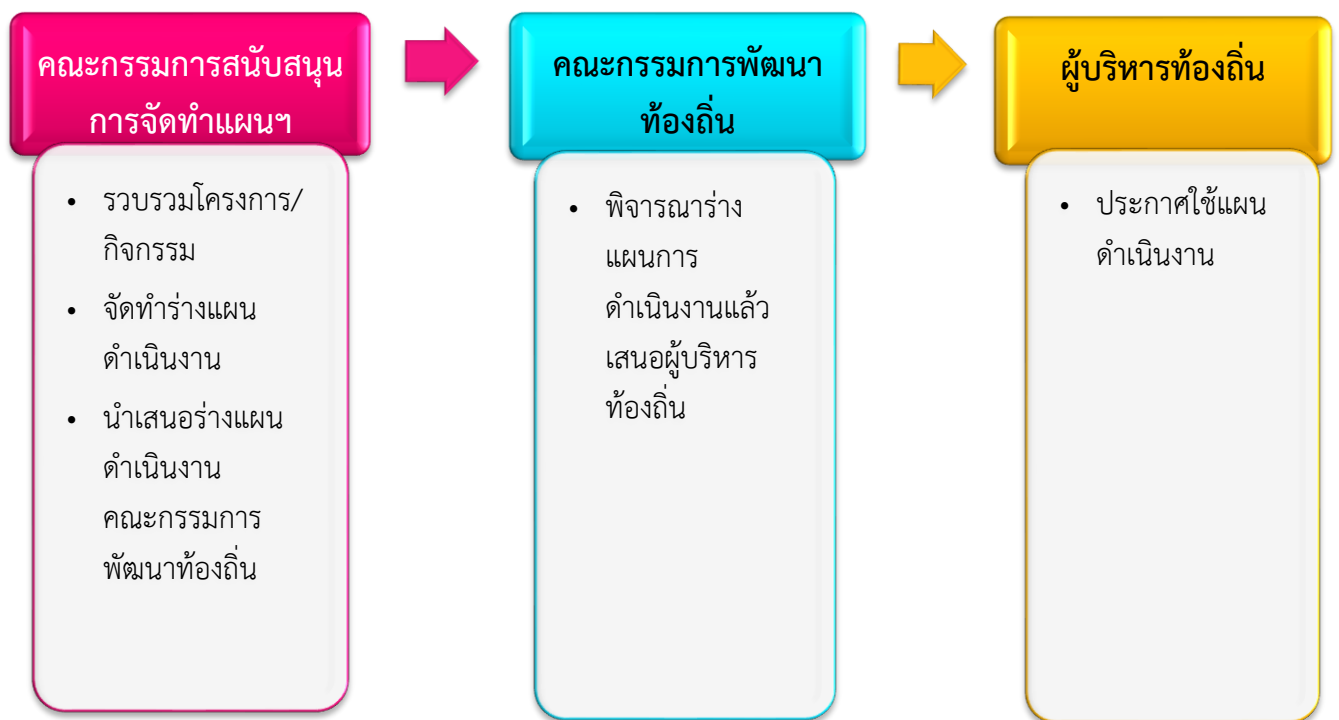 คณะกรรมการสนับสนุน
การจัดทำแผนฯ
รวบรวมโครงการ/
กิจกรรม
จัดทำร่างแผน
ดำเนินงาน
นำเสนอร่างแผน
ดำเนินงาน
คณะกรรมการ
พัฒนาท้องถิ่น
คณะกรรมการพัฒนา
ท้องถิ่น
พิจารณาร่าง
แผนการ
ดำเนินงานแล้ว
เสนอผู้บริหาร
ท้องถิ่น
ผู้บริหารท้องถิ่น
ประกาศใช้แผน
ดำเนินงาน